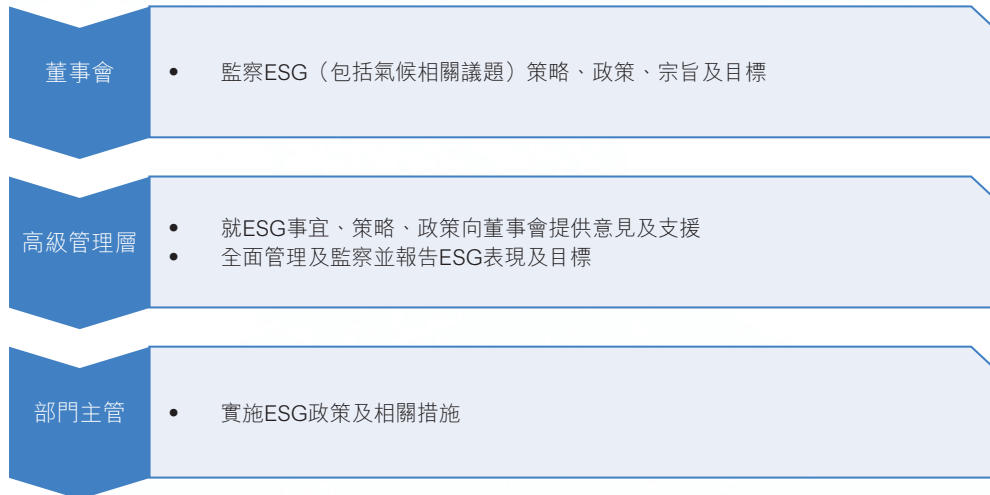 董事會
• 監察ESG（包括氣候相關議題）策略、政策、宗旨及目標
高級管理層
• 就ESG事宜、策略、政策向董事會提供意見及支援
• 全面管理及監察並報告ESG表現及目標
部門主管
• 實施ESG政策及相關措施